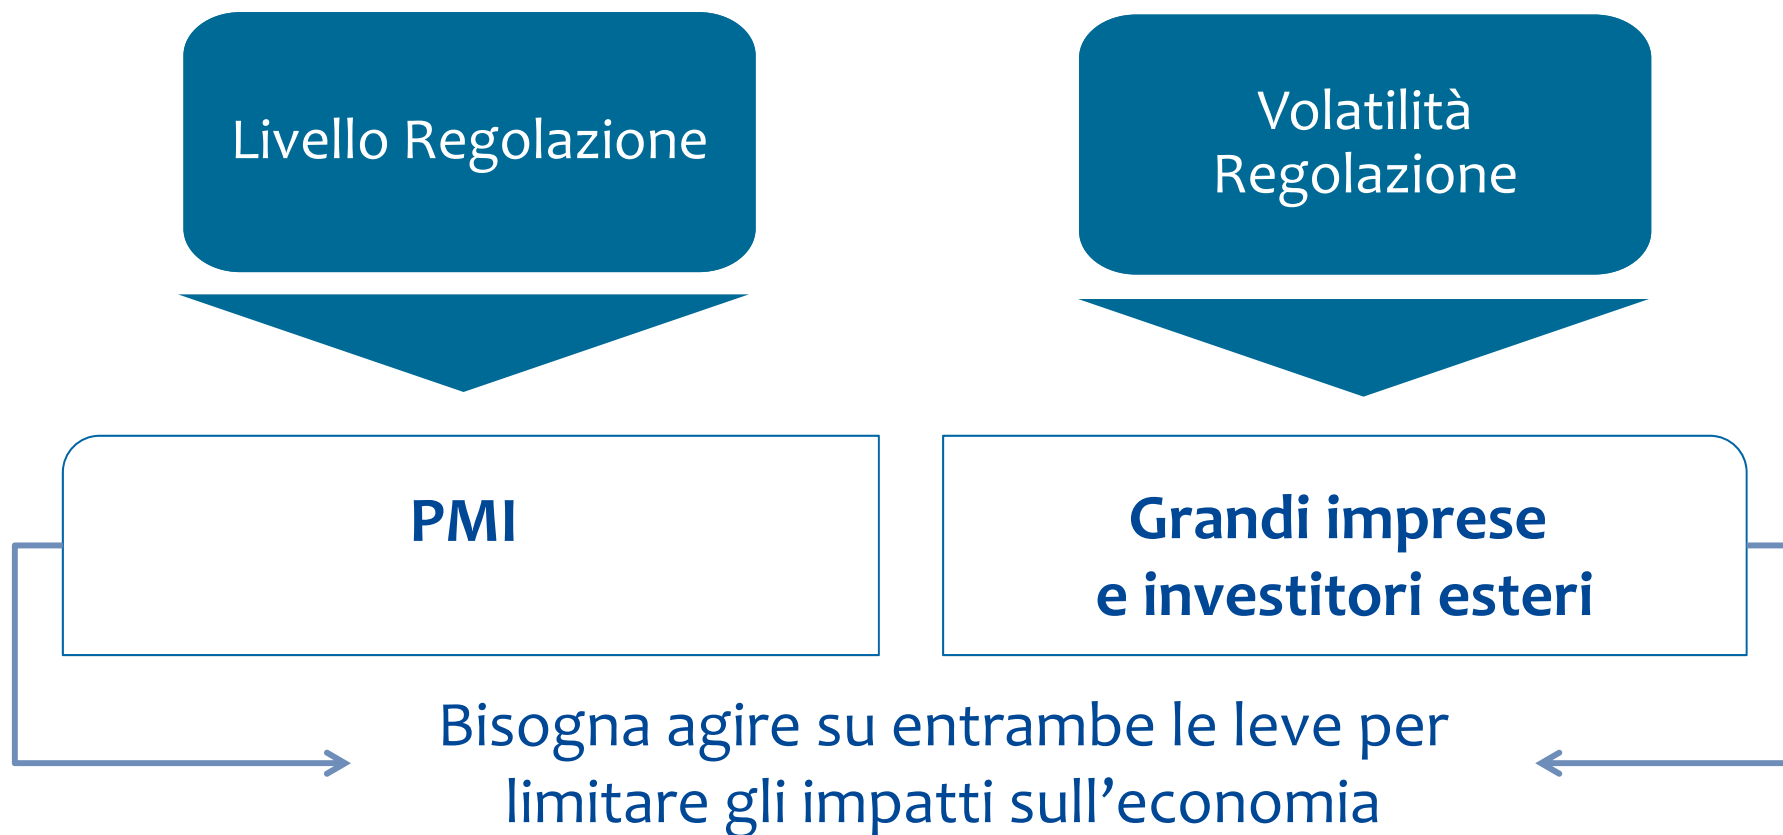 Livello Regolazione
Volatilità
Regolazione
PMI
Grandi imprese
e investitori esteri
Bisogna agire su entrambe le leve per
limitare gli impatti sull’economia